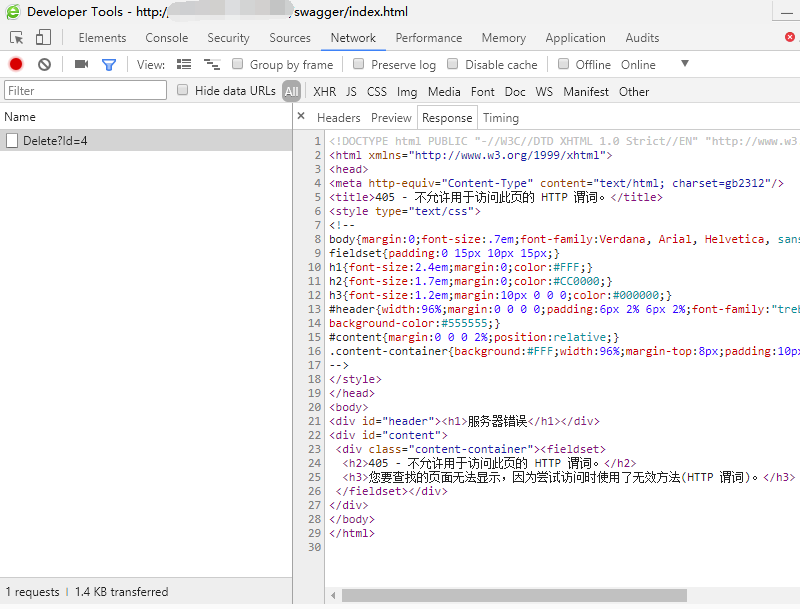 Developer Tools - http:/ /swagger/index.html
Elements Console Security Sources Network Performance Memory Application Audits
View: Group by frame Preserve log Disable cache Offline Online
Filter Hide data URLs All XHR JS CSS Img Media Font Doc WS Manifest Other
Name
Delete?Id=4
1 requests 1.4 KB transferred
× Headers Preview Response Timing
1 <!DOCTYPE html PUBLIC "-//W3C//DTD XHTML 1.0 Strict//EN" "http://www.w3
2 <html xmlns="http://www.w3.org/1999/xhtml">
3 <head>
4 <meta http-equiv="Content-Type" content="text/html; charset=gb2312"/>
5 <title>405 - 不允许用于访问此页的 HTTP 谓词。</title>
6 <style type="text/css">
7 <!--
8 body{margin:0;font-size:.7em;font-family:Verdana, Arial, Helvetica, sans
9 fieldset{padding:0 15px 10px 15px;}
10 h1{font-size:2.4em;margin:0;color:#FFF;}
11 h2{font-size:1.7em;margin:0;color:#CC0000;}
12 h3{font-size:1.2em;margin:10px 0 0 0;color:#000000;}
13 #header{width:96%;margin:0 0 0 0;padding:6px 2% 6px 2%;font-family:"treb
14 background-color:#555555;}
15 #content{margin:0 0 0 2%;position:relative;}
16 .content-container{background:#FFF;width:96%;margin-top:8px;padding:10px
17 -->
18 </style>
19 </head>
20 <body>
21 <div id="header"><h1>服务器错误</h1></div>
22 <div id="content">
23 <div class="content-container"><fieldset>
24 <h2>405 - 不允许用于访问此页的 HTTP 谓词。</h2>
25 <h3>您要查找的页面无法显示，因为尝试访问时使用了无效方法(HTTP 谓词)。</h3>
26 </fieldset></div>
27 </div>
28 </body>
29 </html>
30